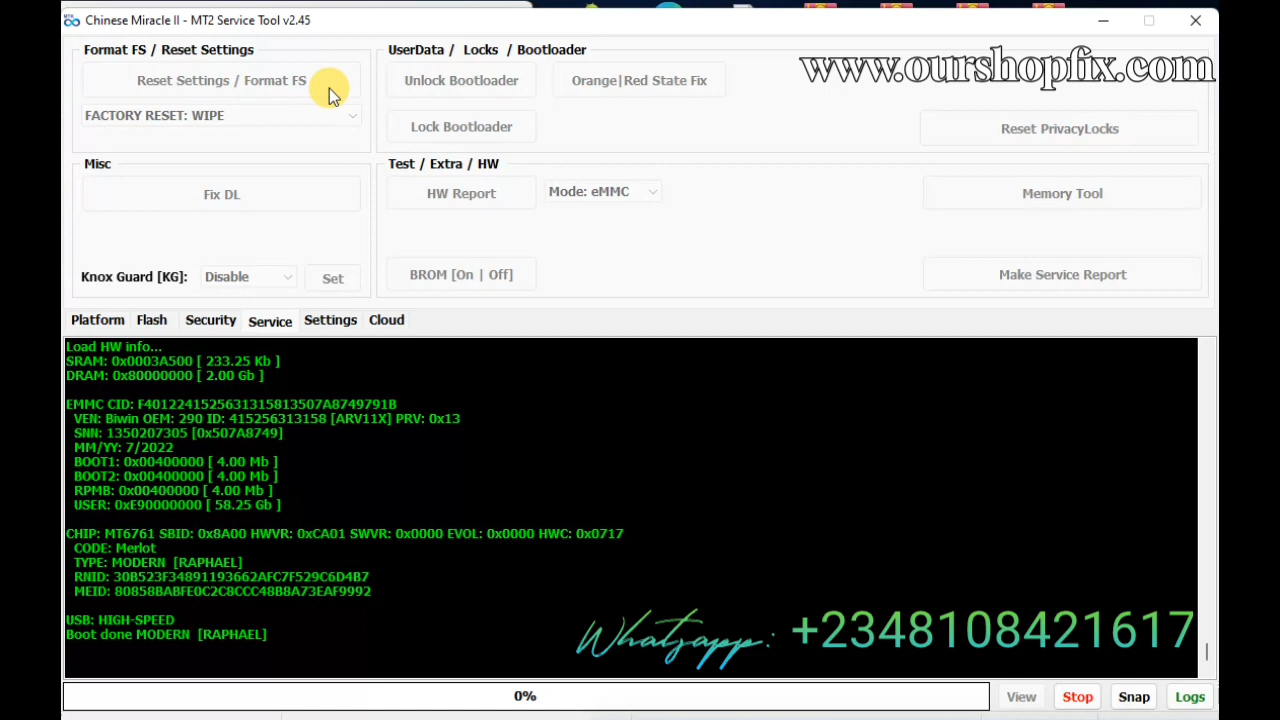 Chinese Miracle II - MT2 Service Tool v2.45
www.ourshopfix.com
Format FS / Reset Settings
Reset Settings / Format FS
FACTORY RESET: WIPE
UserData / Locks / Bootloader
Unlock Bootloader
Orange|Red State Fix
Lock Bootloader
Reset PrivacyLocks
Misc
Fix DL
Knox Guard [KG]: Disable Set
Test / Extra / HW
HW Report Mode: eMMC Memory Tool
BROM [On | Off] Make Service Report
Platform Flash Security Service Settings Cloud
Load HW info...
SRAM: 0x0003A500 [ 233.25 Kb ]
DRAM: 0x80000000 [ 2.00 Gb ]
EMMC CID: F4012241525631315813507A8749791B
VEN: Biwin OEM: 290 ID: 415256313158 [ARV11X] PRV: 0x13
SNN: 1350207305 [0x507A8749]
MM/YY: 7/2022
BOOT1: 0x00400000 [ 4.00 Mb ]
BOOT2: 0x00400000 [ 4.00 Mb ]
RPMB: 0x00400000 [ 4.00 Mb ]
USER: 0xE90000000 [ 58.25 Gb ]
CHIP: MT6761 SBID: 0x8A00 HWVR: 0xCA01 SWVR: 0x0000 EVOL: 0x0000 HWC: 0x0717
CODE: Merlot
TYPE: MODERN [RAPHAEL]
RNID: 30B523F34891193662AFC7F529C6D4B7
MEID: 80858BABFE0C2C8CCC48B8A73EAF9992
USB: HIGH-SPEED
Boot done MODERN [RAPHAEL]
Whatzapp: +2348108421617
0% View Stop Snap Logs